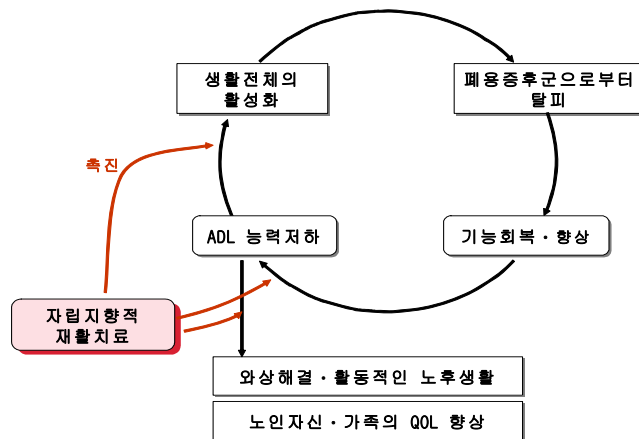 생활전체의
활성화
폐용증후군으로부터
탈피
촉진
ADL 능력저하
기능회복·향상
자립지향적
재활치료
와상해결·활동적인 노후생활
노인자신·가족의 QOL 향상